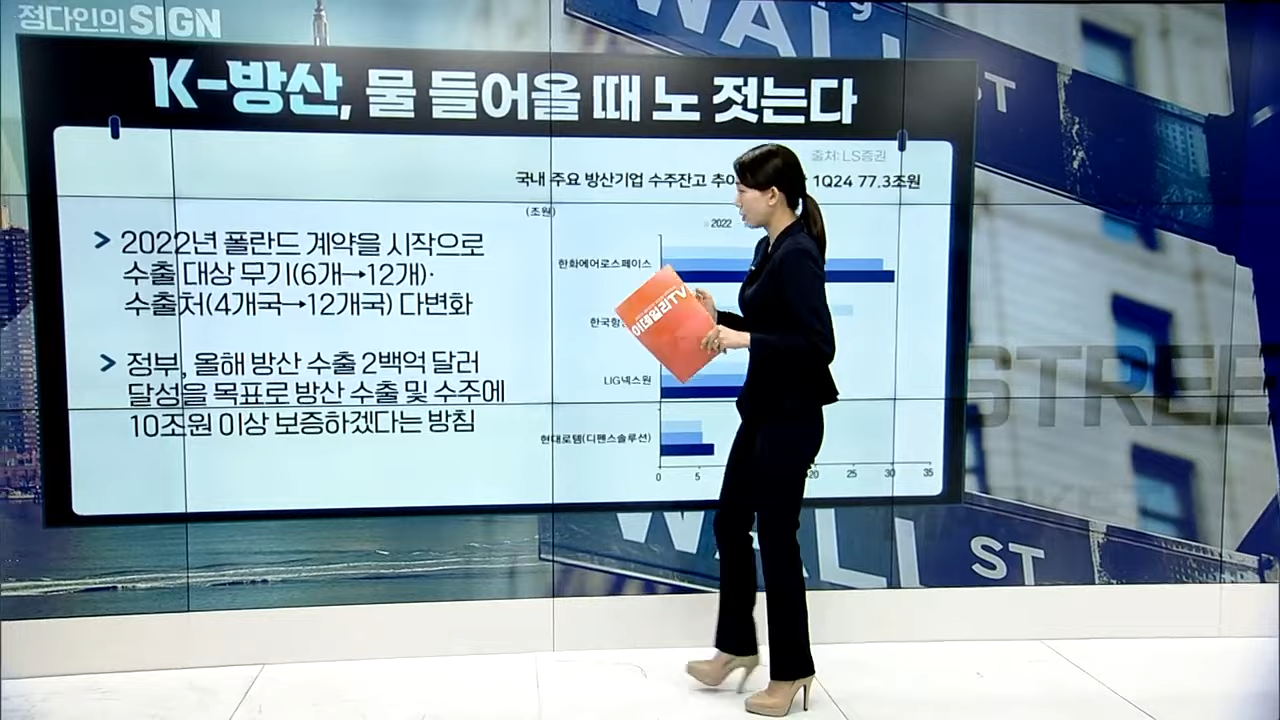 정다인의 SIGN
K-방산, 물 들어올 때 노 젓는다
출처: LS증권
국내 주요 방산기업 수주잔고 추이 1Q24 77.3조원
(조원)
2022
> 2022년 폴란드 계약을 시작으로
수출 대상 무기(6개→12개)·
수출처(4개국→12개국) 다변화
> 정부, 올해 방산 수출 2백억 달러
달성을 목표로 방산 수출 및 수주에
10조원 이상 보증하겠다는 방침
한화에어로스페이스
한국항
LIG넥스원
현대로템(디펜스솔루션)
0 5 20 25 30 35
이데일리TV
WALL
ST
STREE
WALL ST